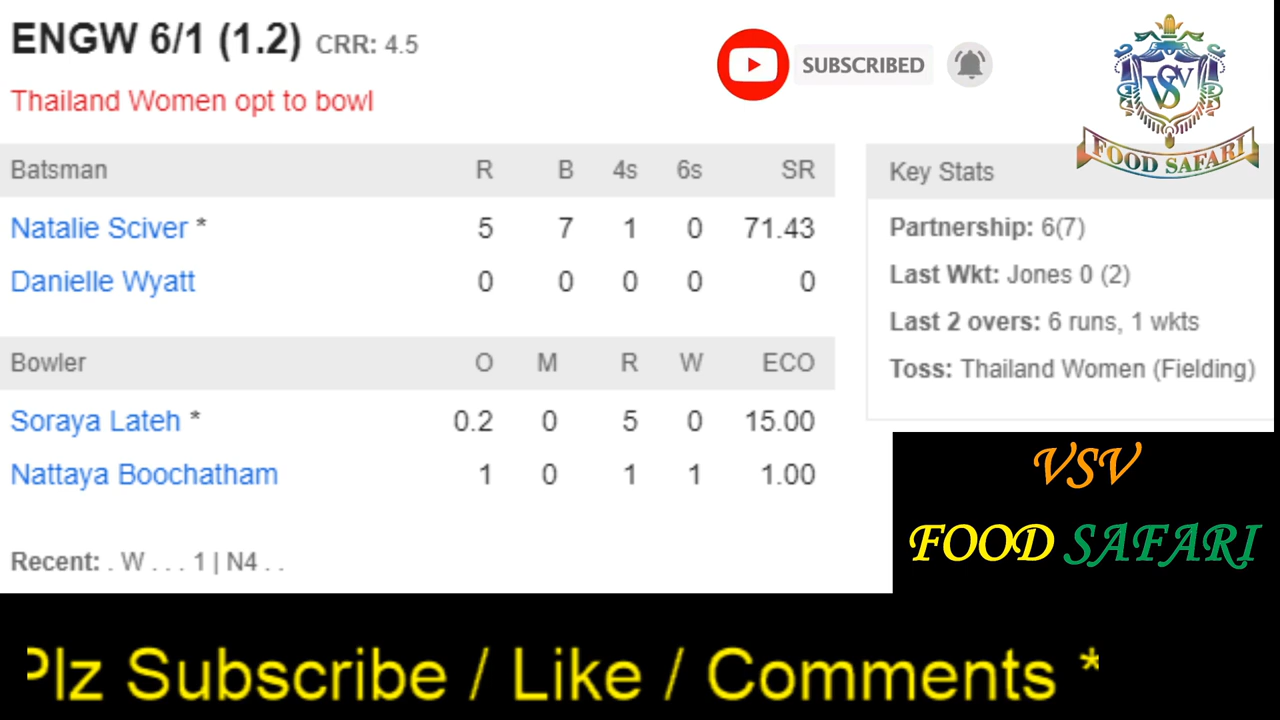 ENGW 6/1 (1.2) CRR: 4.5
SUBSCRIBED
VSV
FOOD SAFARI
Thailand Women opt to bowl
Batsman R B 4s 6s SR
Natalie Sciver * 5 7 1 0 71.43
Danielle Wyatt 0 0 0 0 0
Bowler O M R W ECO
Soraya Lateh * 0.2 0 5 0 15.00
Nattaya Boochatham 1 0 1 1 1.00
Recent: . W . . . 1 | N4 . .
Key Stats
Partnership: 6(7)
Last Wkt: Jones 0 (2)
Last 2 overs: 6 runs, 1 wkts
Toss: Thailand Women (Fielding)
VSV
FOOD SAFARI
Plz Subscribe / Like / Comments *